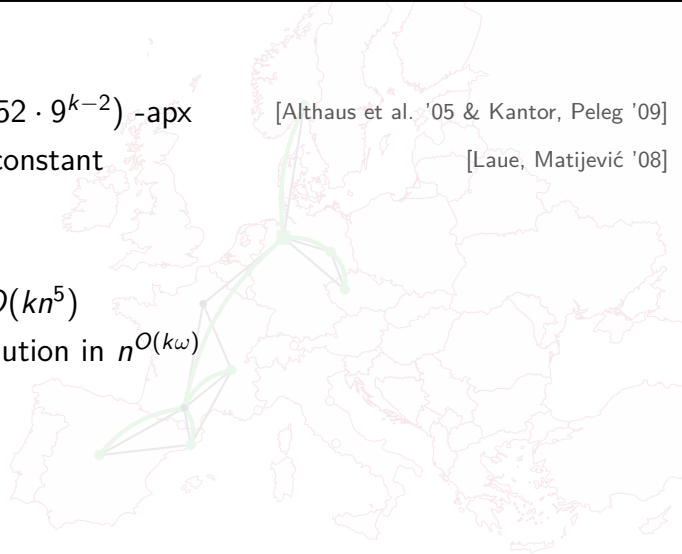 52 · 9^{k−2}) -apx [Althaus et al. '05 & Kantor, Peleg '09]
constant [Laue, Matijević '08]
O(kn^5)
ution in n^{O(kω)}